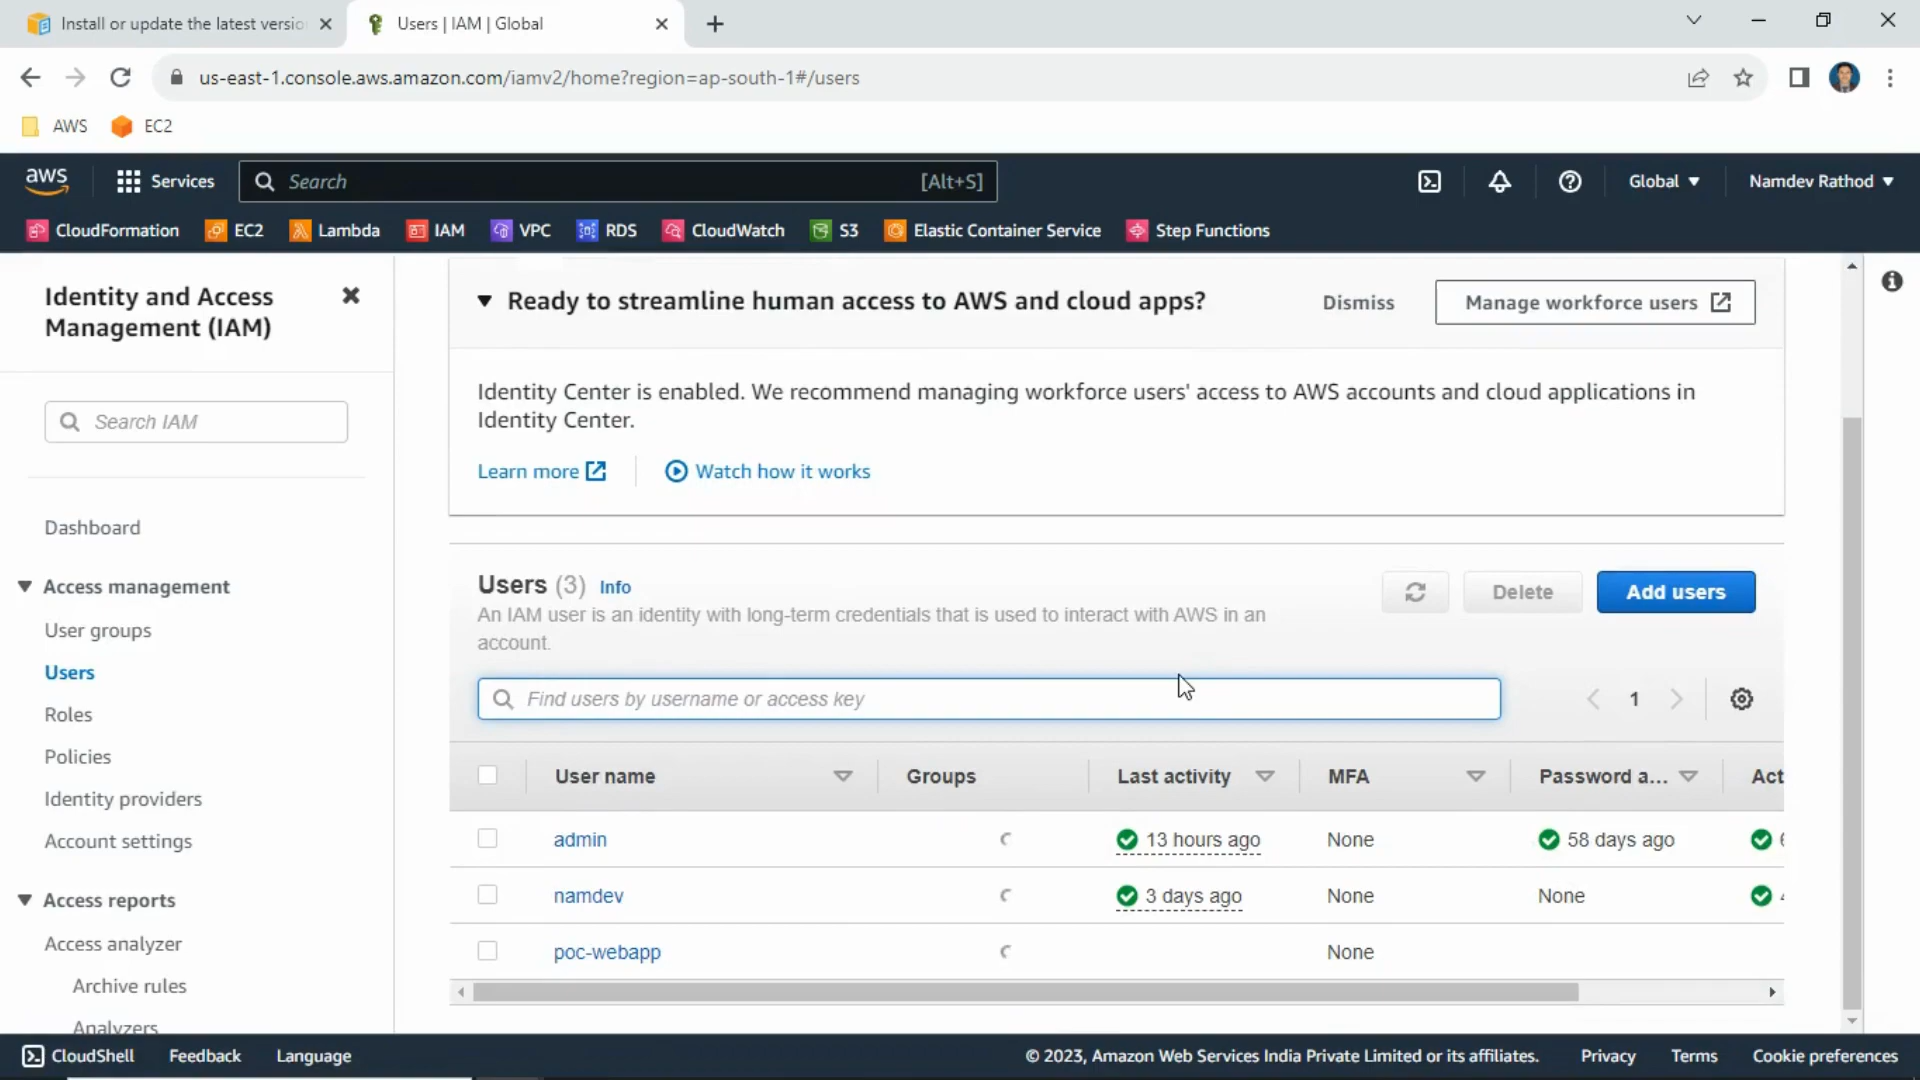 Install or update the latest versio
Users | IAM | Global
us-east-1.console.aws.amazon.com/iamv2/home?region=ap-south-1#/users
AWS
EC2
aws
Services
Search
[Alt+S]
Global
Namdev Rathod
CloudFormation
EC2
Lambda
IAM
VPC
RDS
CloudWatch
S3
Elastic Container Service
Step Functions
Identity and Access
Management (IAM)
Search IAM
Dashboard
Access management
User groups
Users
Roles
Policies
Identity providers
Account settings
Access reports
Access analyzer
Archive rules
Analyzers
Ready to streamline human access to AWS and cloud apps?
Dismiss
Manage workforce users
Identity Center is enabled. We recommend managing workforce users' access to AWS accounts and cloud applications in
Identity Center.
Learn more
Watch how it works
Users (3) Info
An IAM user is an identity with long-term credentials that is used to interact with AWS in an
account.
Delete
Add users
Find users by username or access key
1
User name Groups Last activity MFA Password a... Act
admin 13 hours ago None 58 days ago
namdev 3 days ago None None
poc-webapp None
CloudShell
Feedback
Language
© 2023, Amazon Web Services India Private Limited or its affiliates.
Privacy
Terms
Cookie preferences